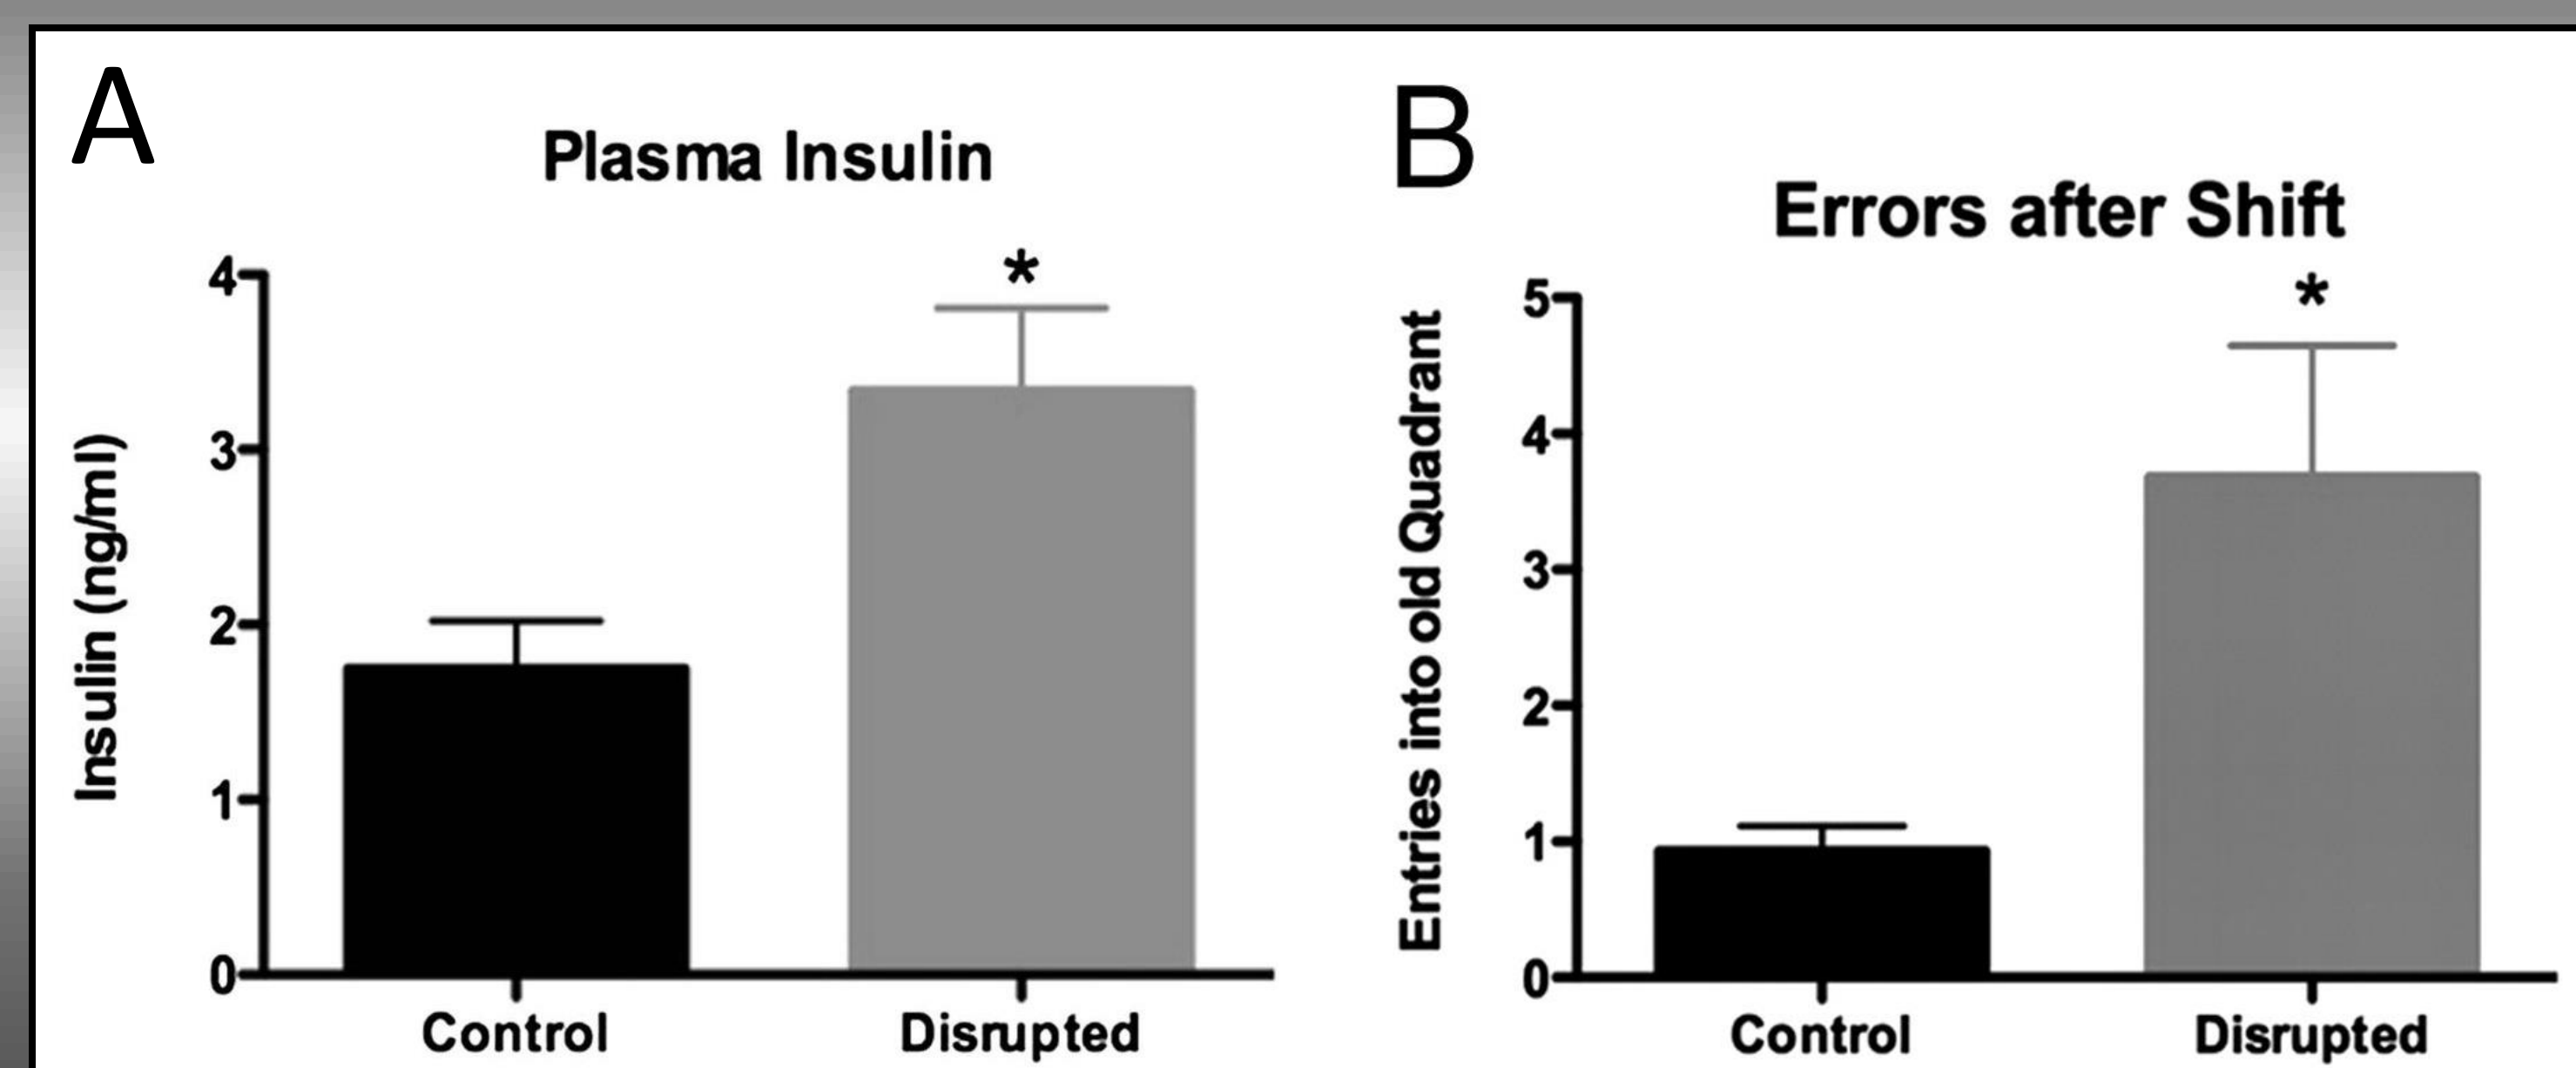 A
Plasma Insulin
*
4
3
2
1
0
Insulin (ng/ml)
Control
Disrupted
B
Errors after Shift
*
5
4
3
2
1
0
Entries into old Quadrant
Control
Disrupted